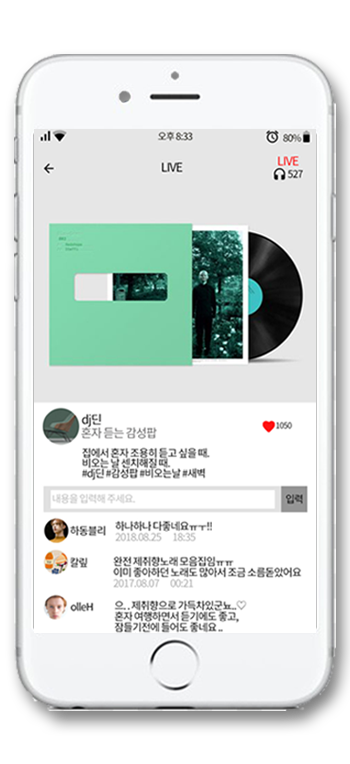 오후 8:33
80%
LIVE
LIVE
527
dj딘
혼자 듣는 감성팝
1050
집에서 혼자 조용히 듣고 싶을 때.
비오는 날 센치해질 때.
#dj딘 #감성팝 #비오는날 #새벽
내용을 입력해 주세요.
입력
하동블리
하나하나 다좋네요ㅠㅜ!!
2018.08.25 18:35
칼맆
완전 제취향노래 모음집임ㅠㅠ
이미 좋아하던 노래도 많아서 조금 소름돋았어요
2017.08.07 00:21
olleH
으. . 제취향으로 가득차있군뇨..♡
혼자 여행하면서 듣기에도 좋고,
잠들기전에 들어도 좋네요 ..